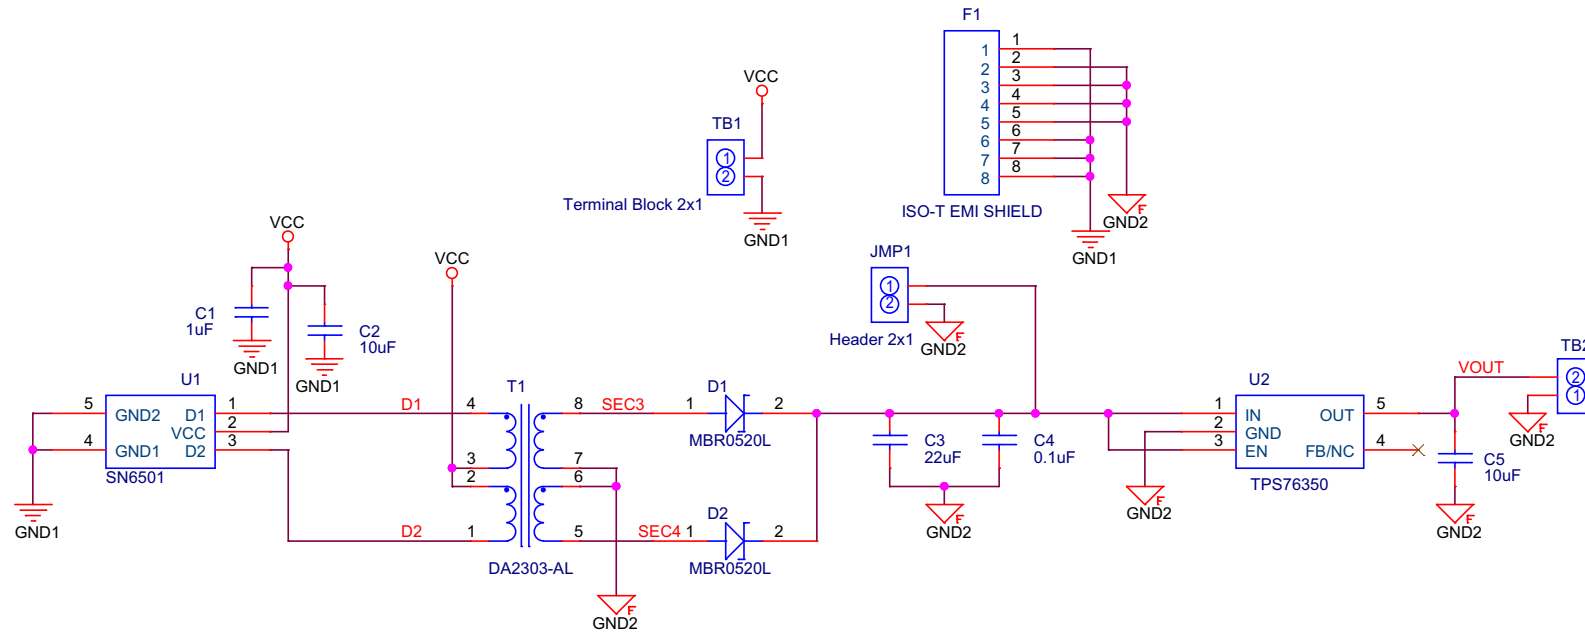 F1
1 1
2 2
3 3
4 4
5 5
6 6
7 7
8 8
ISO-T EMI SHIELD
GND2
GND1
VCC
TB1
1
2
Terminal Block 2x1
GND1
VCC
C1
1uF
GND1
C2
10uF
GND1
VCC
JMP1
1
2
Header 2x1
GND2
U1
5 GND2 D1 1
VCC 2
4 GND1 D2 3
SN6501
GND1
D1
D2
T1
4 8
3 7
2 6
1 5
DA2303-AL
GND2
SEC3
SEC4
D1
1 2
MBR0520L
D2
1 2
MBR0520L
C3
22uF
C4
0.1uF
GND2
U2
1 IN OUT 5
2 GND
3 EN FB/NC 4
TPS76350
GND2
VOUT
C5
10uF
GND2
TB2
2
1
GND2
F
F
F
F
F
F
F